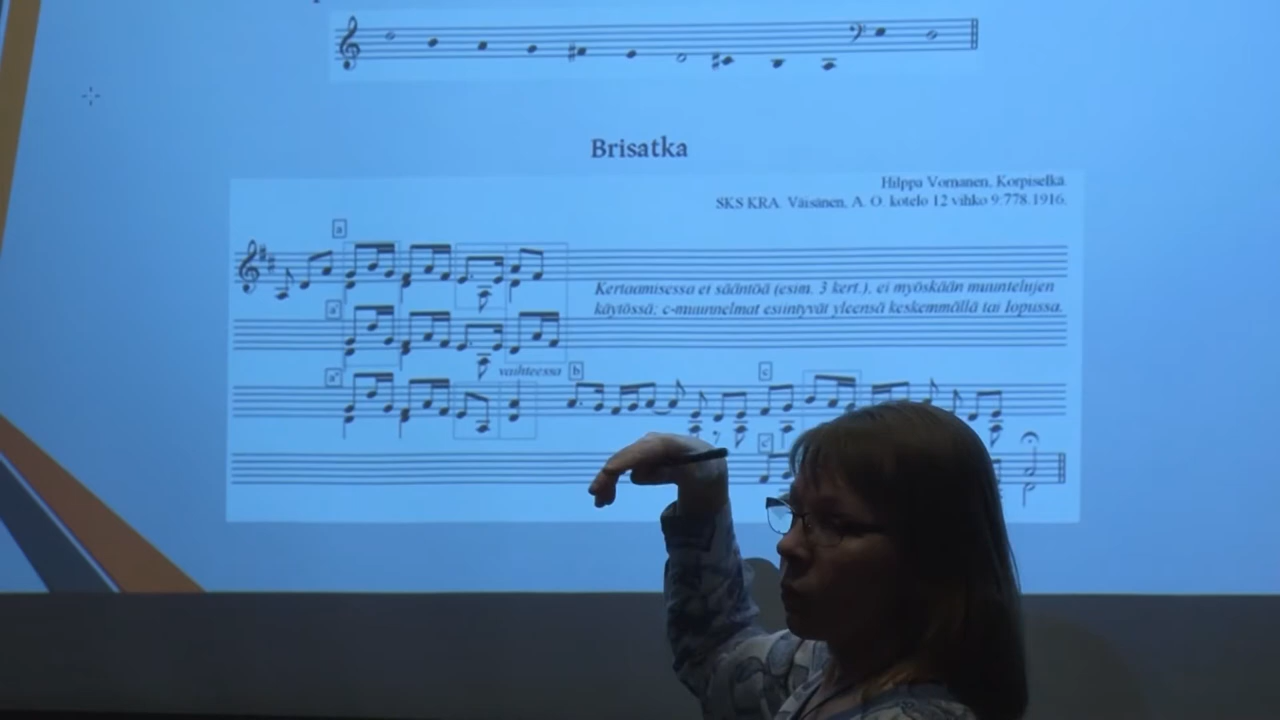 Brisatka
Hilppa Vornanen, Korpiselkä.
SKS KRA. Väisänen, A. O. kotelo 12 vihko 9:778.1916.
a
Kertaamisessa ei sääntöä (esim. 3 kert.), ei myöskään muuntelujen
käytössä; c-muunnelmat esiintyvät yleensä keskemmällä tai lopussa.
a'
a''
vaihteessa
b
c
c'